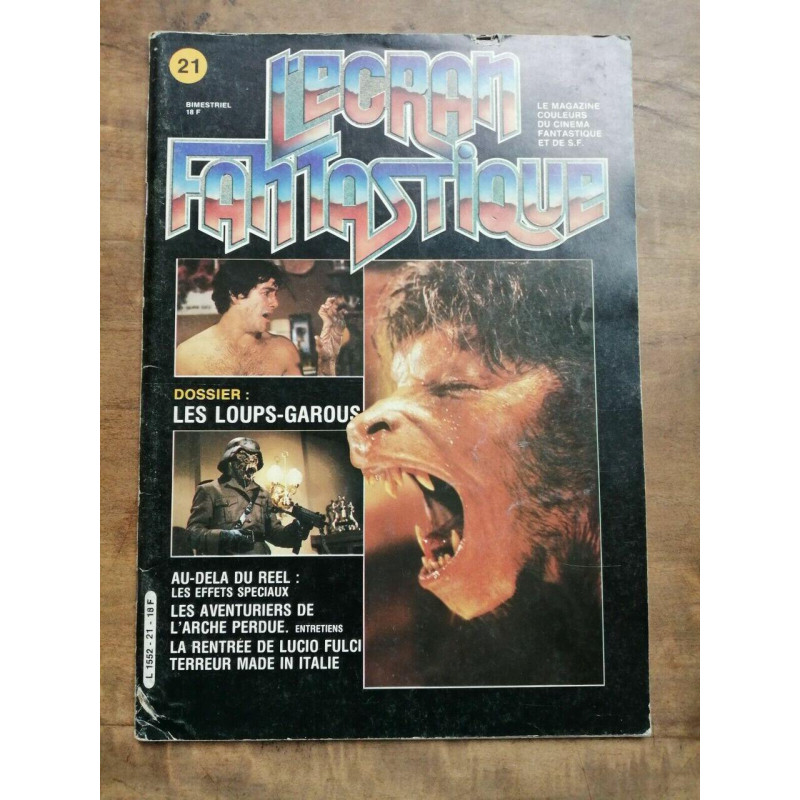 21
BIMESTRIEL
18 F
L'ECRAN
FANTASTIQUE
LE MAGAZINE
COULEURS
DU CINEMA
FANTASTIQUE
ET DE S.F.
DOSSIER :
LES LOUPS-GAROUS
AU-DELA DU REEL :
LES EFFETS SPECIAUX
LES AVENTURIERS DE
L'ARCHE PERDUE. ENTRETIENS
LA RENTRÉE DE LUCIO FULCI
TERREUR MADE IN ITALIE
L 1552 - 21 - 18 F